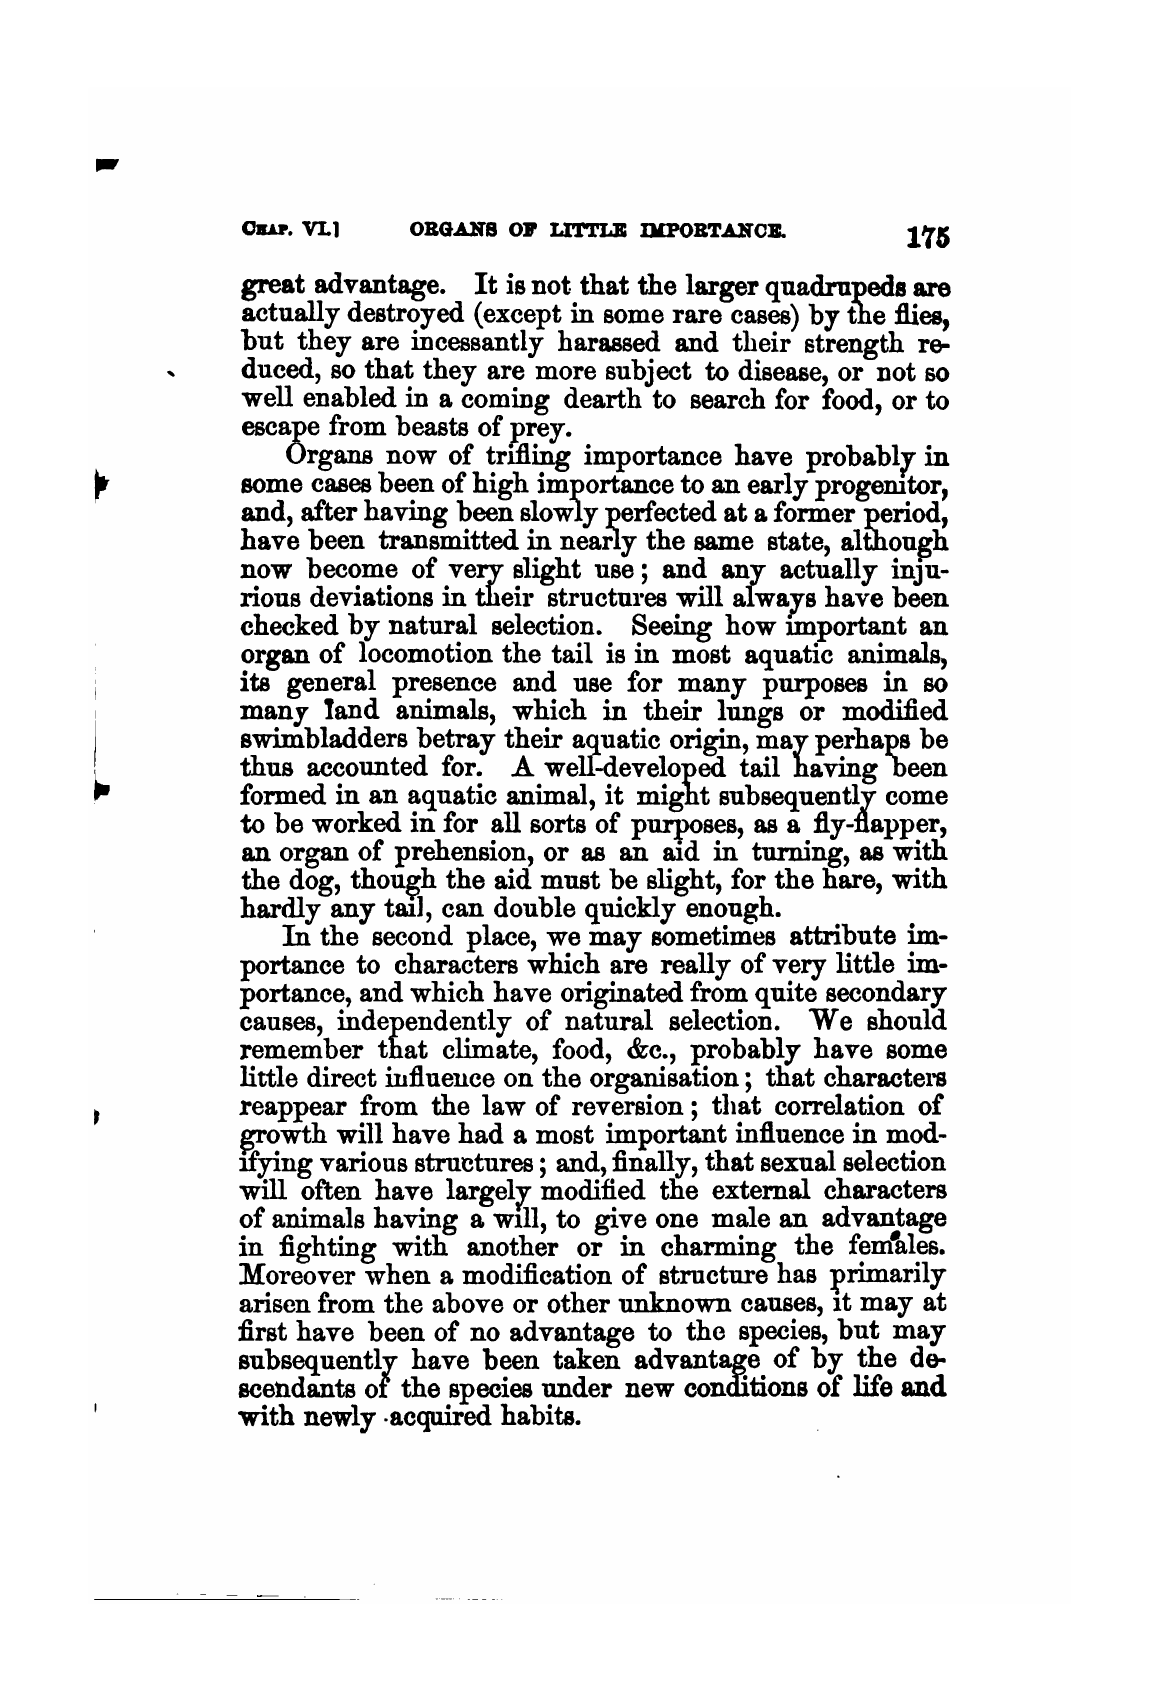 CHAP. VI.] ORGANS OF LITTLE IMPORTANCE. 175
great advantage. It is not that the larger quadrupeds are
actually destroyed (except in some rare cases) by the flies,
but they are incessantly harassed and their strength re-
duced, so that they are more subject to disease, or not so
well enabled in a coming dearth to search for food, or to
escape from beasts of prey.
Organs now of trifling importance have probably in
some cases been of high importance to an early progenitor,
and, after having been slowly perfected at a former period,
have been transmitted in nearly the same state, although
now become of very slight use; and any actually inju-
rious deviations in their structures will always have been
checked by natural selection. Seeing how important an
organ of locomotion the tail is in most aquatic animals,
its general presence and use for many purposes in so
many land animals, which in their lungs or modified
swimbladders betray their aquatic origin, may perhaps be
thus accounted for. A well-developed tail having been
formed in an aquatic animal, it might subsequently come
to be worked in for all sorts of purposes, as a fly-flapper,
an organ of prehension, or as an aid in turning, as with
the dog, though the aid must be slight, for the hare, with
hardly any tail, can double quickly enough.
In the second place, we may sometimes attribute im-
portance to characters which are really of very little im-
portance, and which have originated from quite secondary
causes, independently of natural selection. We should
remember that climate, food, &c., probably have some
little direct influence on the organisation; that characters
reappear from the law of reversion; that correlation of
growth will have had a most important influence in mod-
ifying various structures; and, finally, that sexual selection
will often have largely modified the external characters
of animals having a will, to give one male an advantage
in fighting with another or in charming the females.
Moreover when a modification of structure has primarily
arisen from the above or other unknown causes, it may at
first have been of no advantage to the species, but may
subsequently have been taken advantage of by the de-
scendants of the species under new conditions of life and
with newly acquired habits.